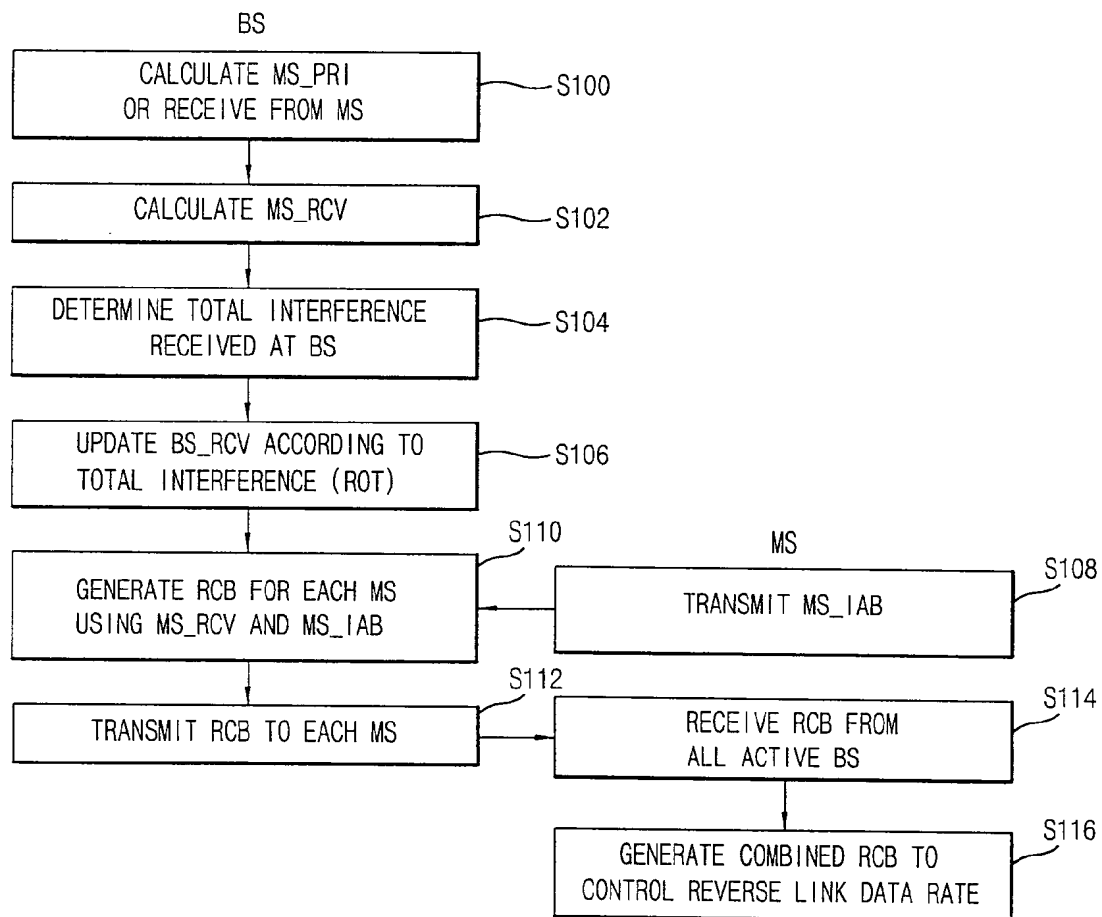 BS
CALCULATE MS_PRI
OR RECEIVE FROM MS
S100
CALCULATE MS_RCV
S102
DETERMINE TOTAL INTERFERENCE
RECEIVED AT BS
S104
UPDATE BS_RCV ACCORDING TO
TOTAL INTERFERENCE (ROT)
S106
S110
GENERATE RCB FOR EACH MS
USING MS_RCV AND MS_IAB
MS
S108
TRANSMIT MS_IAB
S112
TRANSMIT RCB TO EACH MS
S114
RECEIVE RCB FROM
ALL ACTIVE BS
S116
GENERATE COMBINED RCB TO
CONTROL REVERSE LINK DATA RATE